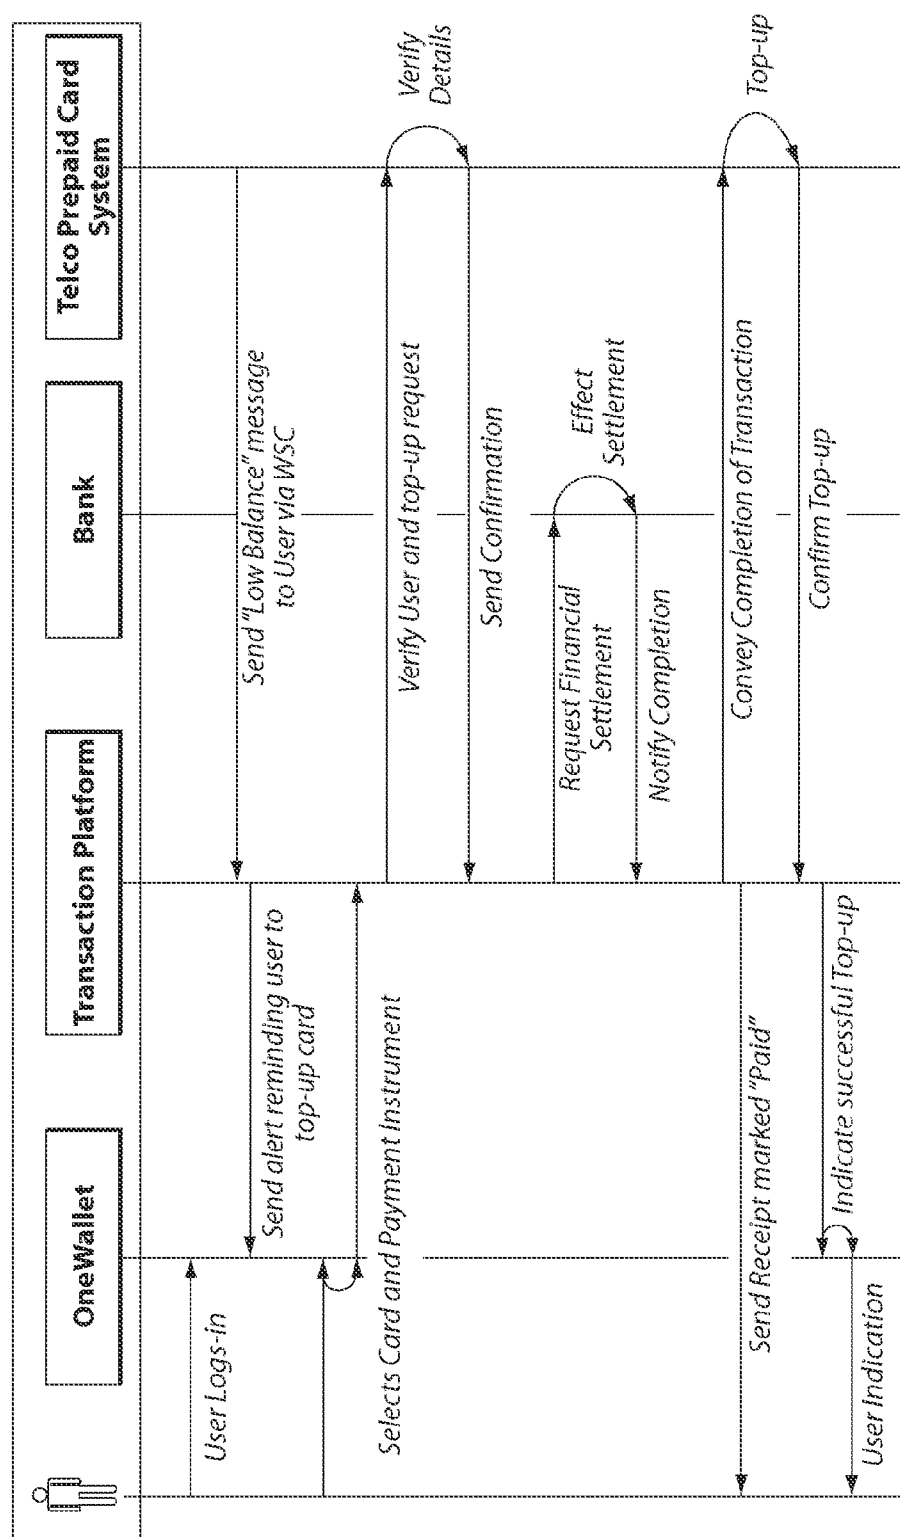 OneWallet
Transaction Platform
Bank
Telco Prepaid Card
System
User Logs-in
Send "Low Balance" message
to User via WSC
Send alert reminding user to
top-up card
Selects Card and Payment Instrument
Verify User and top-up request
Verify
Details
Send Confirmation
Request Financial
Settlement
Effect
Settlement
Notify Completion
Convey Completion of Transaction
Send Receipt marked "Paid"
Top-up
Confirm Top-up
Indicate successful Top-up
User Indication